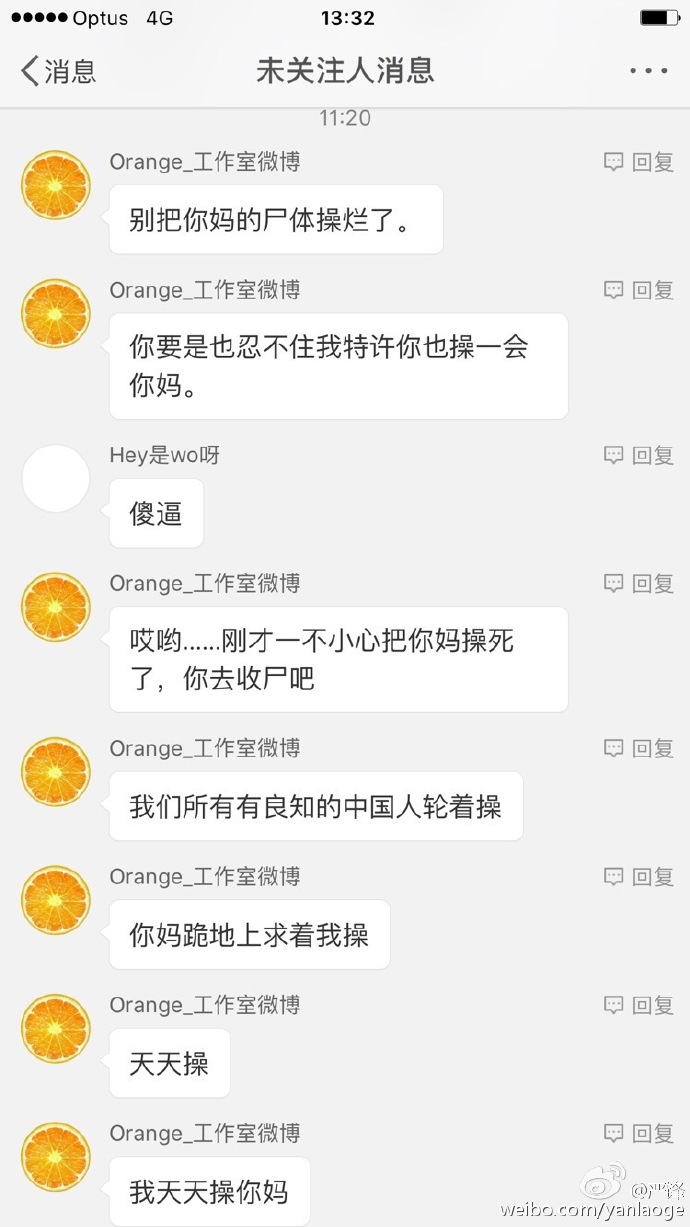 Optus 4G 13:32
消息 未关注人消息
11:20
Orange_工作室微博 回复
别把你妈的尸体操烂了。
Orange_工作室微博 回复
你要是也忍不住我特许你也操一会
你妈。
Hey是wo呀 回复
傻逼
Orange_工作室微博 回复
哎哟......刚才一不小心把你妈操死
了，你去收尸吧
Orange_工作室微博 回复
我们所有有良知的中国人轮着操
Orange_工作室微博 回复
你妈跪地上求着我操
Orange_工作室微博 回复
天天操
Orange_工作室微博 回复
我天天操你妈
@严锋
weibo.com/yanlaoge